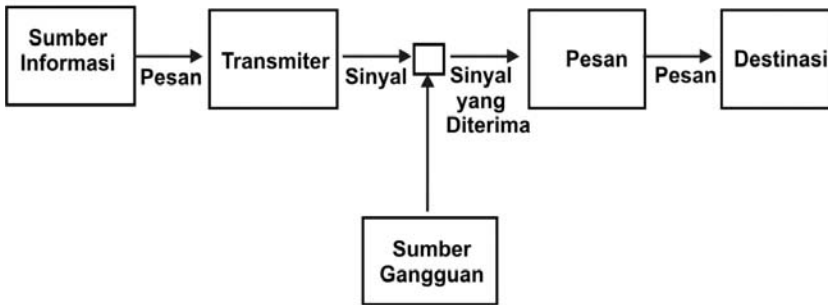 Sumber
Informasi
Pesan
Transmiter
Sinyal
Sinyal
yang
Diterima
Pesan
Pesan
Destinasi
Sumber
Gangguan